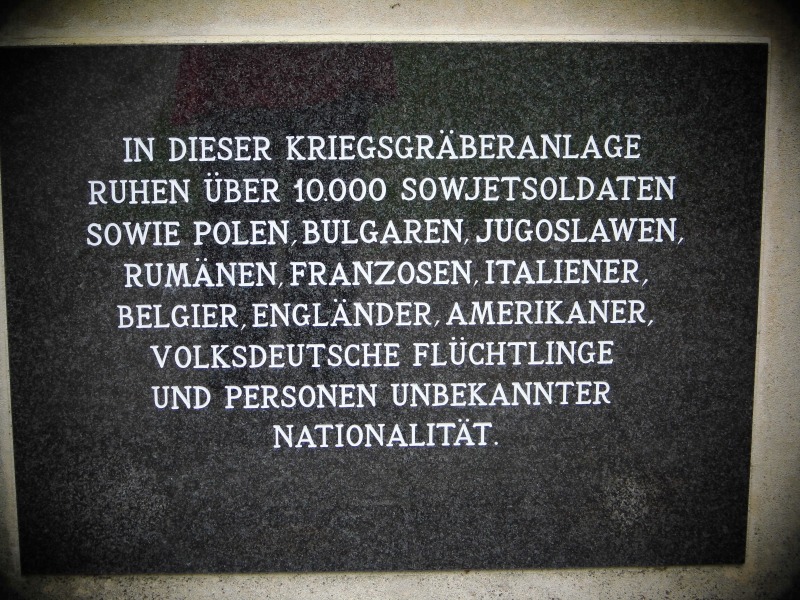 IN DIESER KRIEGSGRÄBERANLAGE
RUHEN ÜBER 10.000 SOWJETSOLDATEN
SOWIE POLEN, BULGAREN, JUGOSLAWEN,
RUMÄNEN, FRANZOSEN, ITALIENER,
BELGIER, ENGLÄNDER, AMERIKANER,
VOLKSDEUTSCHE FLÜCHTLINGE
UND PERSONEN UNBEKANNTER
NATIONALITÄT.